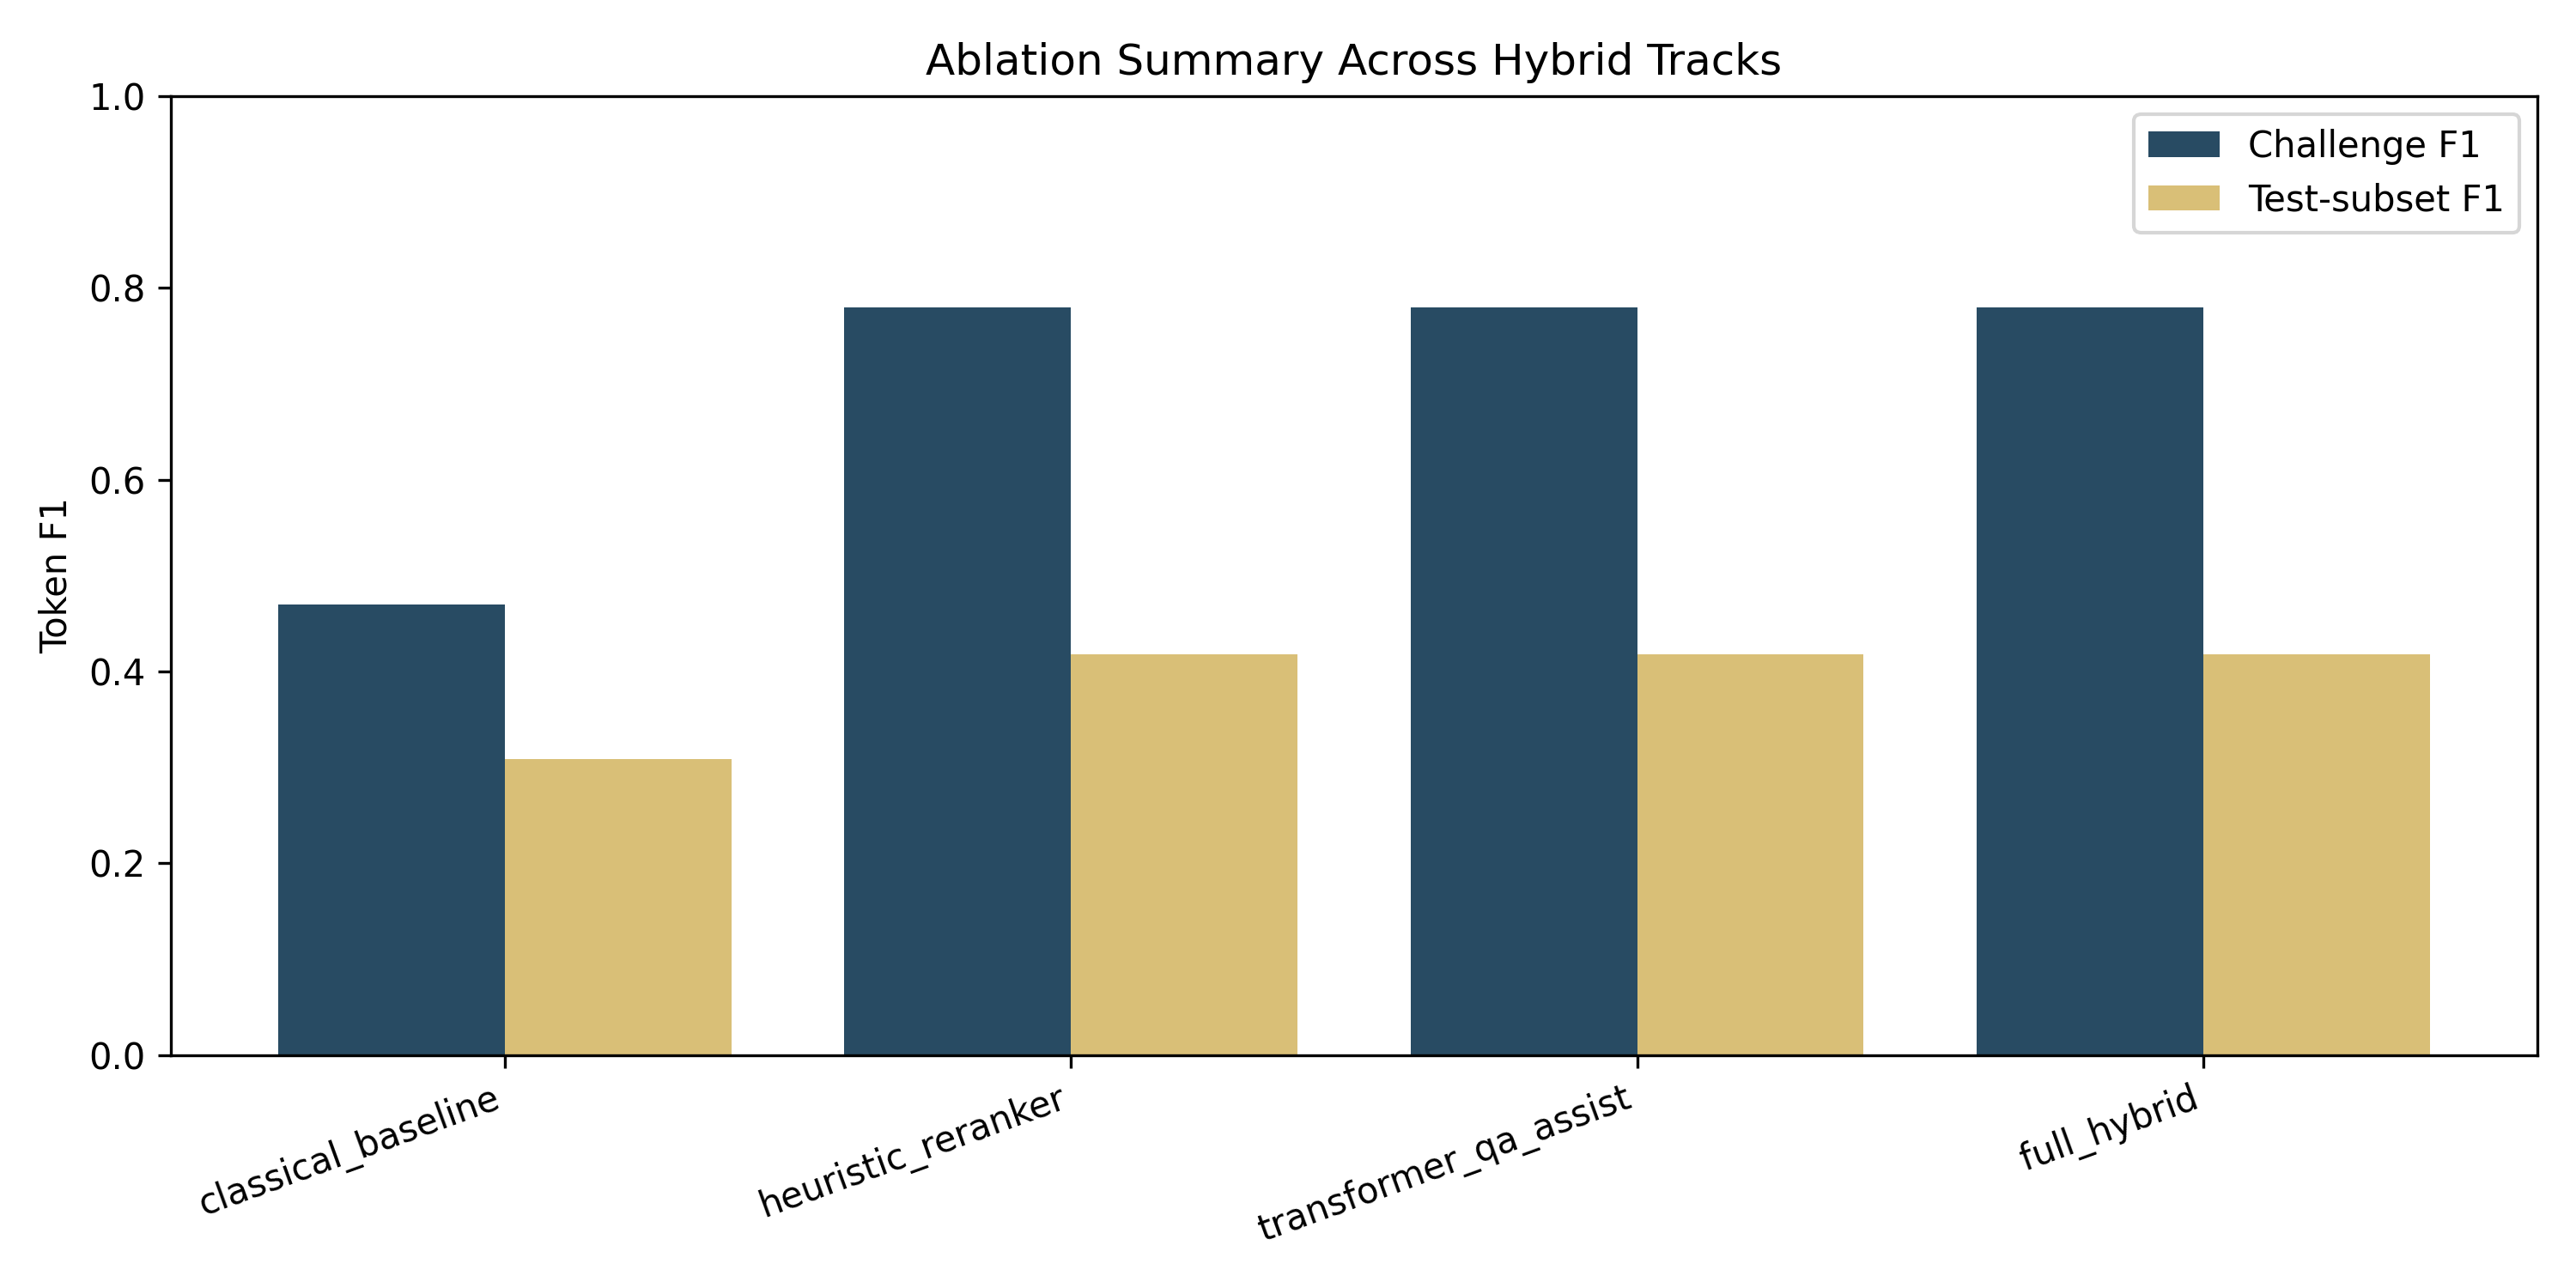 Ablation Summary Across Hybrid Tracks
1.0
0.8
0.6
0.4
0.2
0.0
Token F1
Challenge F1
Test-subset F1
classical_baseline
heuristic_reranker
transformer_qa_assist
full_hybrid